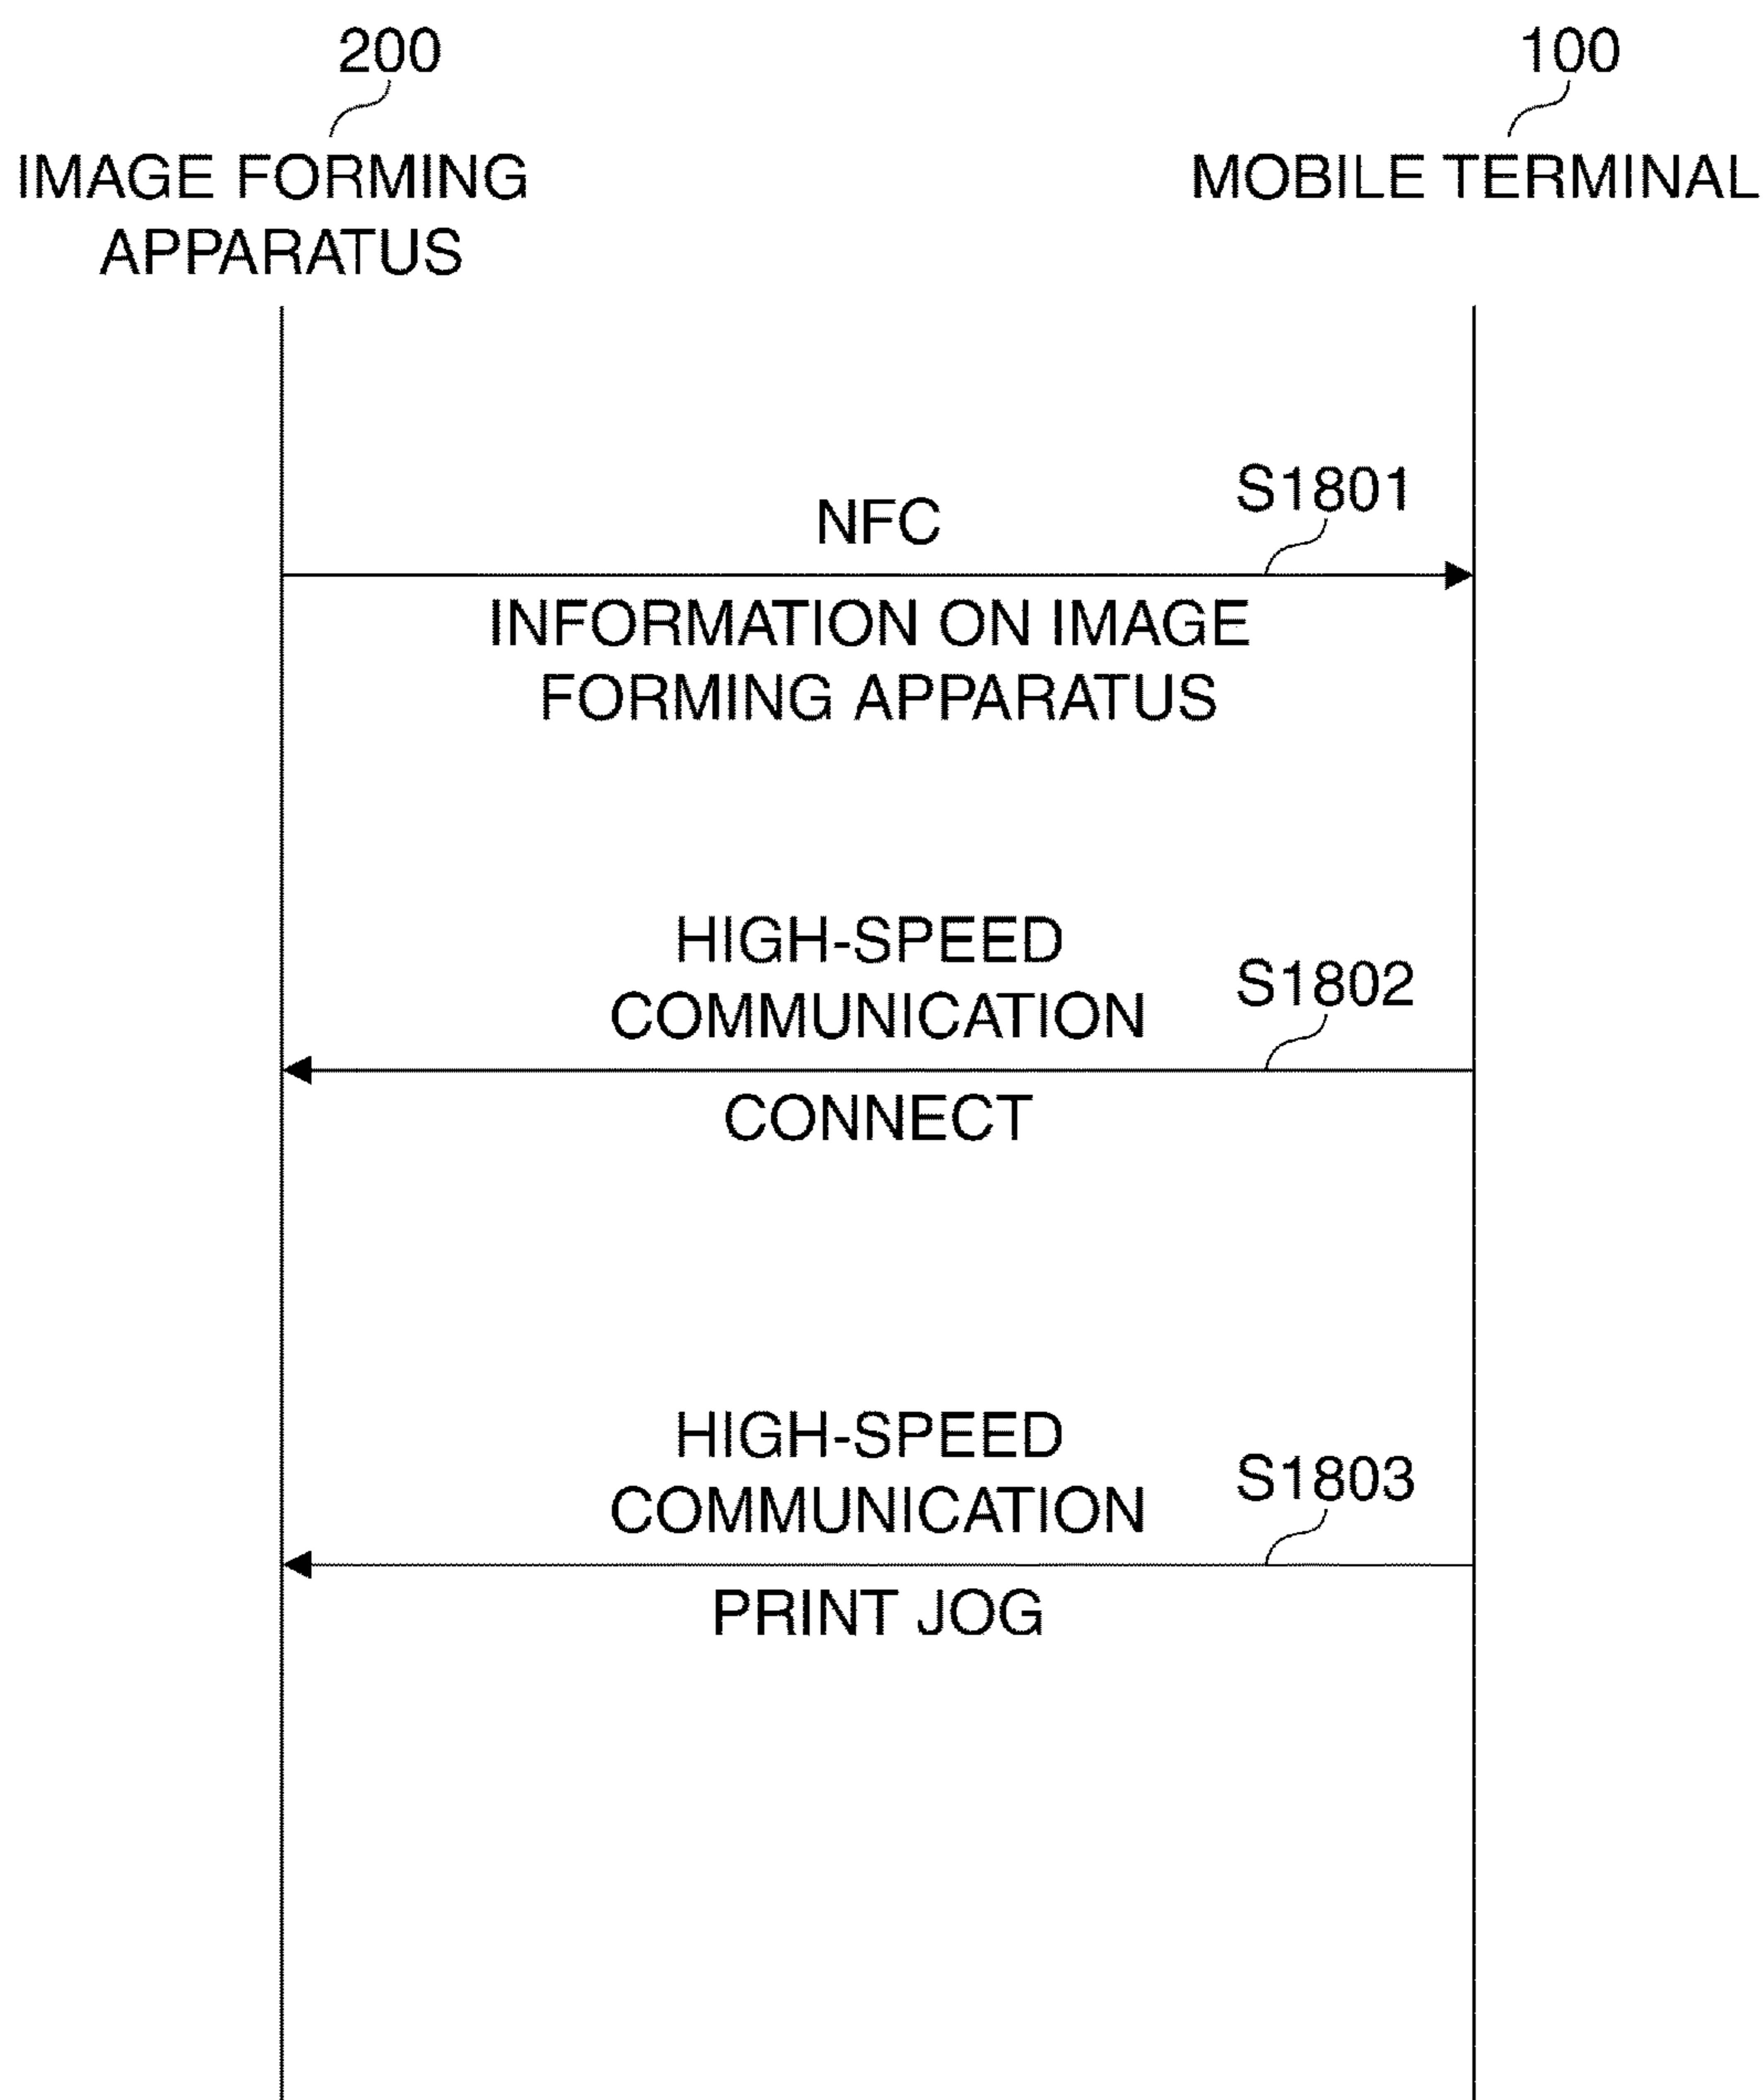 200
IMAGE FORMING
APPARATUS
100
MOBILE TERMINAL
NFC
S1801
INFORMATION ON IMAGE
FORMING APPARATUS
HIGH-SPEED
COMMUNICATION
S1802
CONNECT
HIGH-SPEED
COMMUNICATION
S1803
PRINT JOG